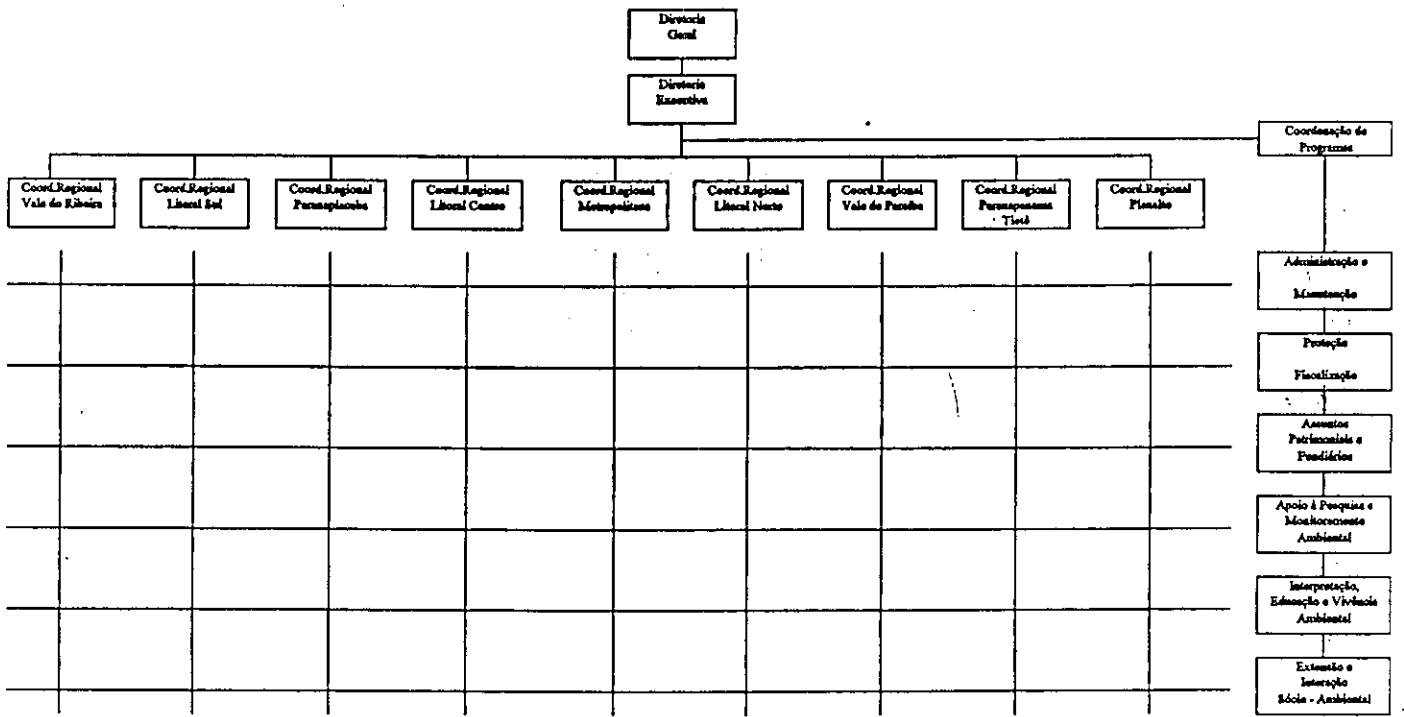 Diretoria
Geral
Diretoria
Executiva
Coordenação de
Programas
Coord.Regional
Vale do Ribeira
Coord.Regional
Litoral Sul
Coord.Regional
Paranapiacaba
Coord.Regional
Litoral Centro
Coord.Regional
Metropolitana
Coord.Regional
Litoral Norte
Coord.Regional
Vale do Paraíba
Coord.Regional
Paranapanema
Tietê
Coord.Regional
Planalto
Administração e
Manutenção
Proteção
Fiscalização
Assuntos
Patrimoniais e
Fundiários
Apoio à Pesquisa e
Monitoramento
Ambiental
Interpretação,
Educação e Vivência
Ambiental
Extensão e
Interação
Sócio - Ambiental